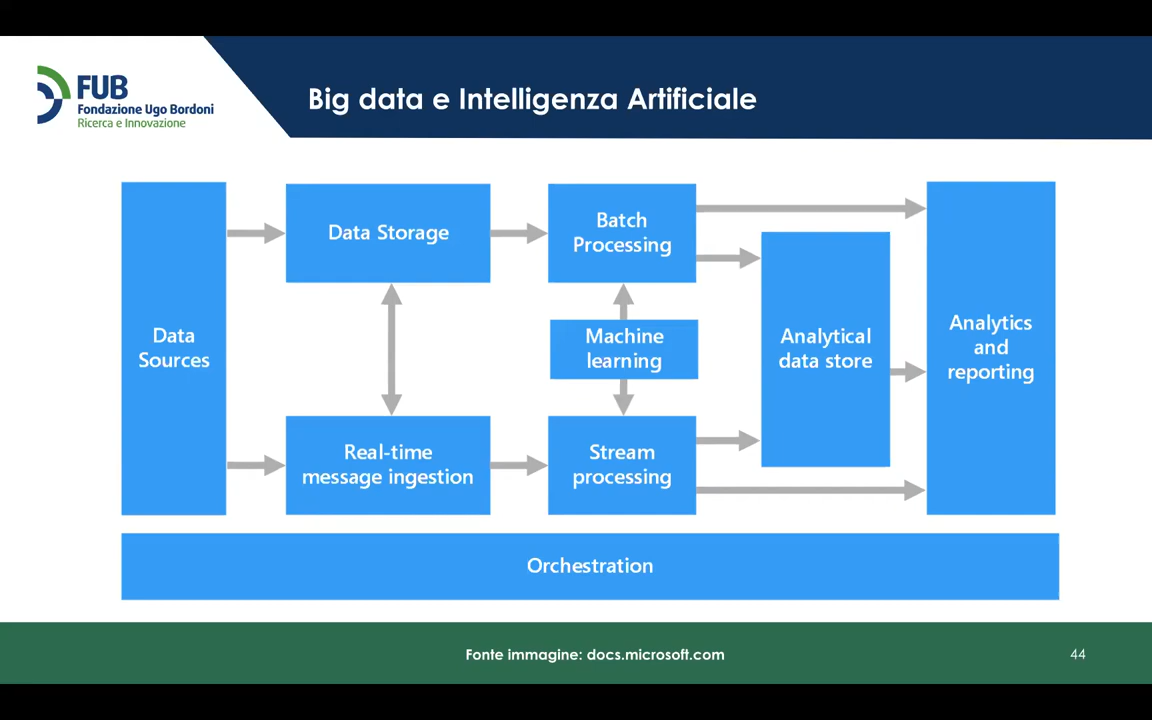 FUB
Fondazione Ugo Bordoni
Ricerca e Innovazione
Big data e Intelligenza Artificiale
Data
Sources
Data Storage
Real-time
message ingestion
Batch
Processing
Machine
learning
Stream
processing
Analytical
data store
Analytics
and
reporting
Orchestration
Fonte immagine: docs.microsoft.com
44